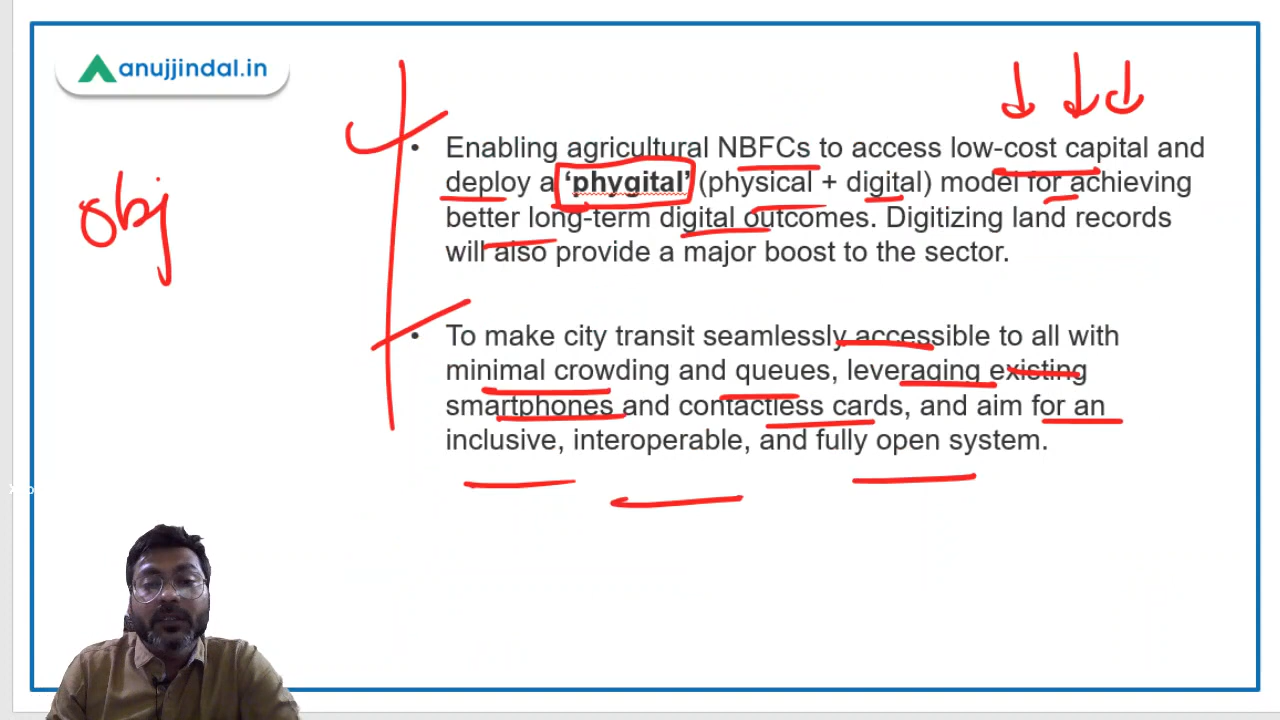 anujjindal.in
• Enabling agricultural NBFCs to access low-cost capital and
deploy a ‘phygital’ (physical + digital) model for achieving
better long-term digital outcomes. Digitizing land records
will also provide a major boost to the sector.
obj
• To make city transit seamlessly accessible to all with
minimal crowding and queues, leveraging existing
smartphones and contactless cards, and aim for an
inclusive, interoperable, and fully open system.